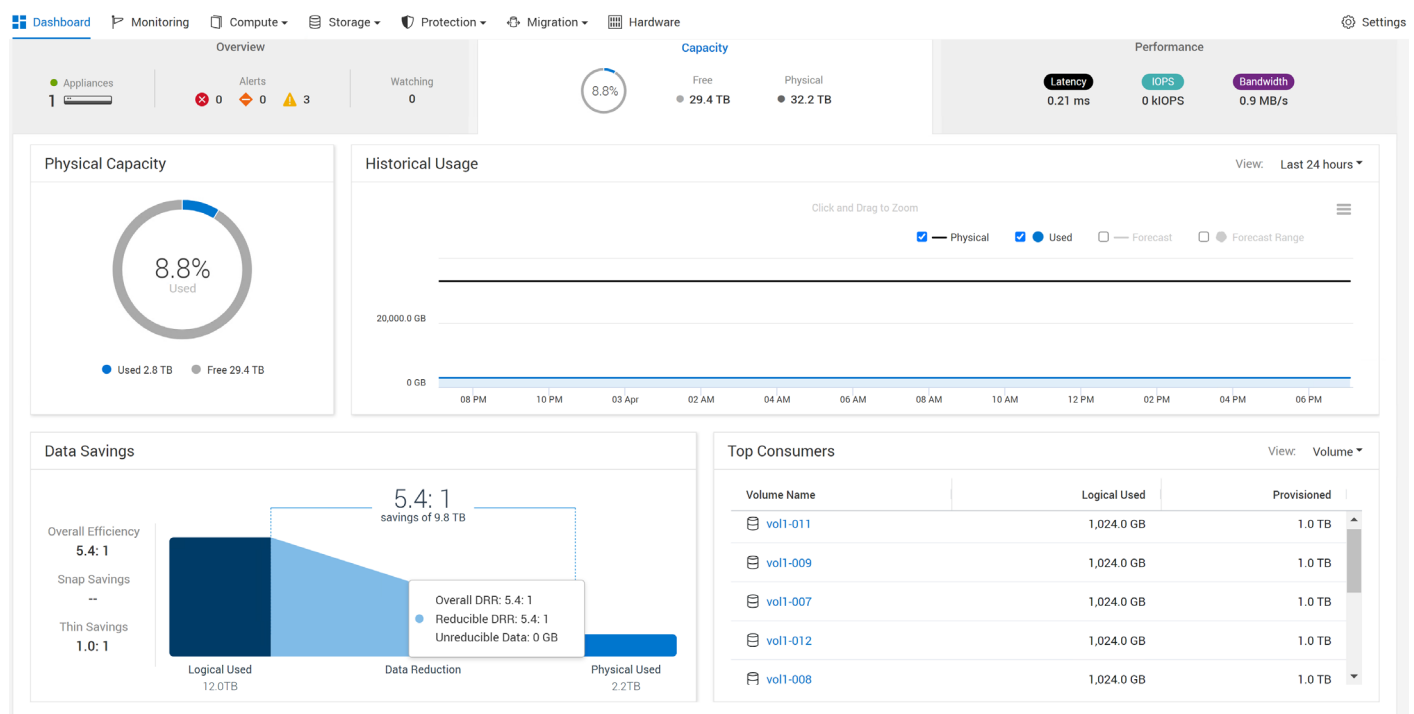 Dashboard Monitoring Compute Storage Protection Migration Hardware Settings
Overview
Appliances
1
Alerts
0 0 3
Watching
0
Capacity
8.8%
Free
29.4 TB
Physical
32.2 TB
Performance
Latency
0.21 ms
IOPS
0 kIOPS
Bandwidth
0.9 MB/s
Physical Capacity
8.8%
Used
Used 2.8 TB Free 29.4 TB
Historical Usage
View: Last 24 hours
Click and Drag to Zoom
Physical Used Forecast Forecast Range
20,000.0 GB
0 GB
08 PM 10 PM 03 Apr 02 AM 04 AM 06 AM 08 AM 10 AM 12 PM 02 PM 04 PM 06 PM
Data Savings
Overall Efficiency
5.4: 1
Snap Savings
--
Thin Savings
1.0: 1
5.4: 1
savings of 9.8 TB
Overall DRR: 5.4: 1
Reducible DRR: 5.4: 1
Unreducible Data: 0 GB
Logical Used
12.0TB
Data Reduction
Physical Used
2.2TB
Top Consumers
View: Volume
Volume Name Logical Used Provisioned
vol1-011 1,024.0 GB 1.0 TB
vol1-009 1,024.0 GB 1.0 TB
vol1-007 1,024.0 GB 1.0 TB
vol1-012 1,024.0 GB 1.0 TB
vol1-008 1,024.0 GB 1.0 TB